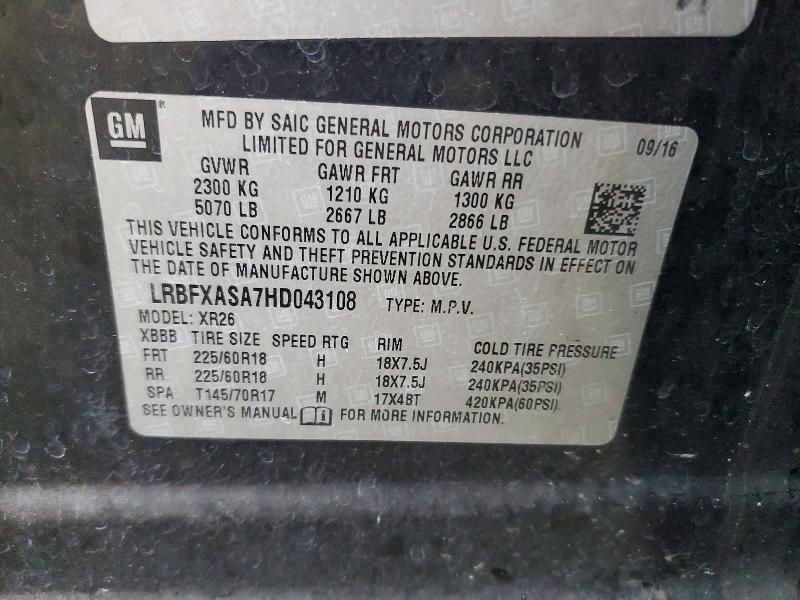 GM
MFD BY SAIC GENERAL MOTORS CORPORATION
LIMITED FOR GENERAL MOTORS LLC
09/16
GVWR GAWR FRT GAWR RR
2300 KG 1210 KG 1300 KG
5070 LB 2667 LB 2866 LB
THIS VEHICLE CONFORMS TO ALL APPLICABLE U.S. FEDERAL MOTOR
VEHICLE SAFETY AND THEFT PREVENTION STANDARDS IN EFFECT ON
THE DATE OF MANUFACTURE SHOWN ABOVE.
LRBFXASA7HD043108 TYPE: M.P.V.
MODEL: XR26
XBBB TIRE SIZE SPEED RTG RIM COLD TIRE PRESSURE
FRT 225/60R18 H 18X7.5J 240KPA(35PSI)
RR 225/60R18 H 18X7.5J 240KPA(35PSI)
SPA T145/70R17 M 17X4BT 420KPA(60PSI)
SEE OWNER'S MANUAL FOR MORE INFORMATION.